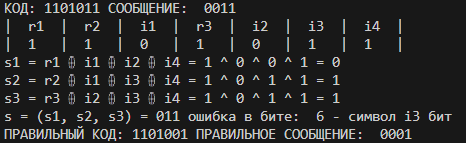 КОД: 1101011 СООБЩЕНИЕ:  0011
|  r1  |  r2  |  i1  |  r3  |  i2  |  i3  |  i4  |
|  1   |  1   |  0   |  1   |  0   |  1   |  1   |
s1 = r1 ⊕ i1 ⊕ i2 ⊕ i4 = 1 ^ 0 ^ 0 ^ 1 = 0
s2 = r2 ⊕ i1 ⊕ i3 ⊕ i4 = 1 ^ 0 ^ 1 ^ 1 = 1
s3 = r3 ⊕ i2 ⊕ i3 ⊕ i4 = 1 ^ 0 ^ 1 ^ 1 = 1
s = (s1, s2, s3) = 011 ошибка в бите:  6 - символ i3 бит
ПРАВИЛЬНЫЙ КОД: 1101001 ПРАВИЛЬНОЕ СООБЩЕНИЕ:  0001